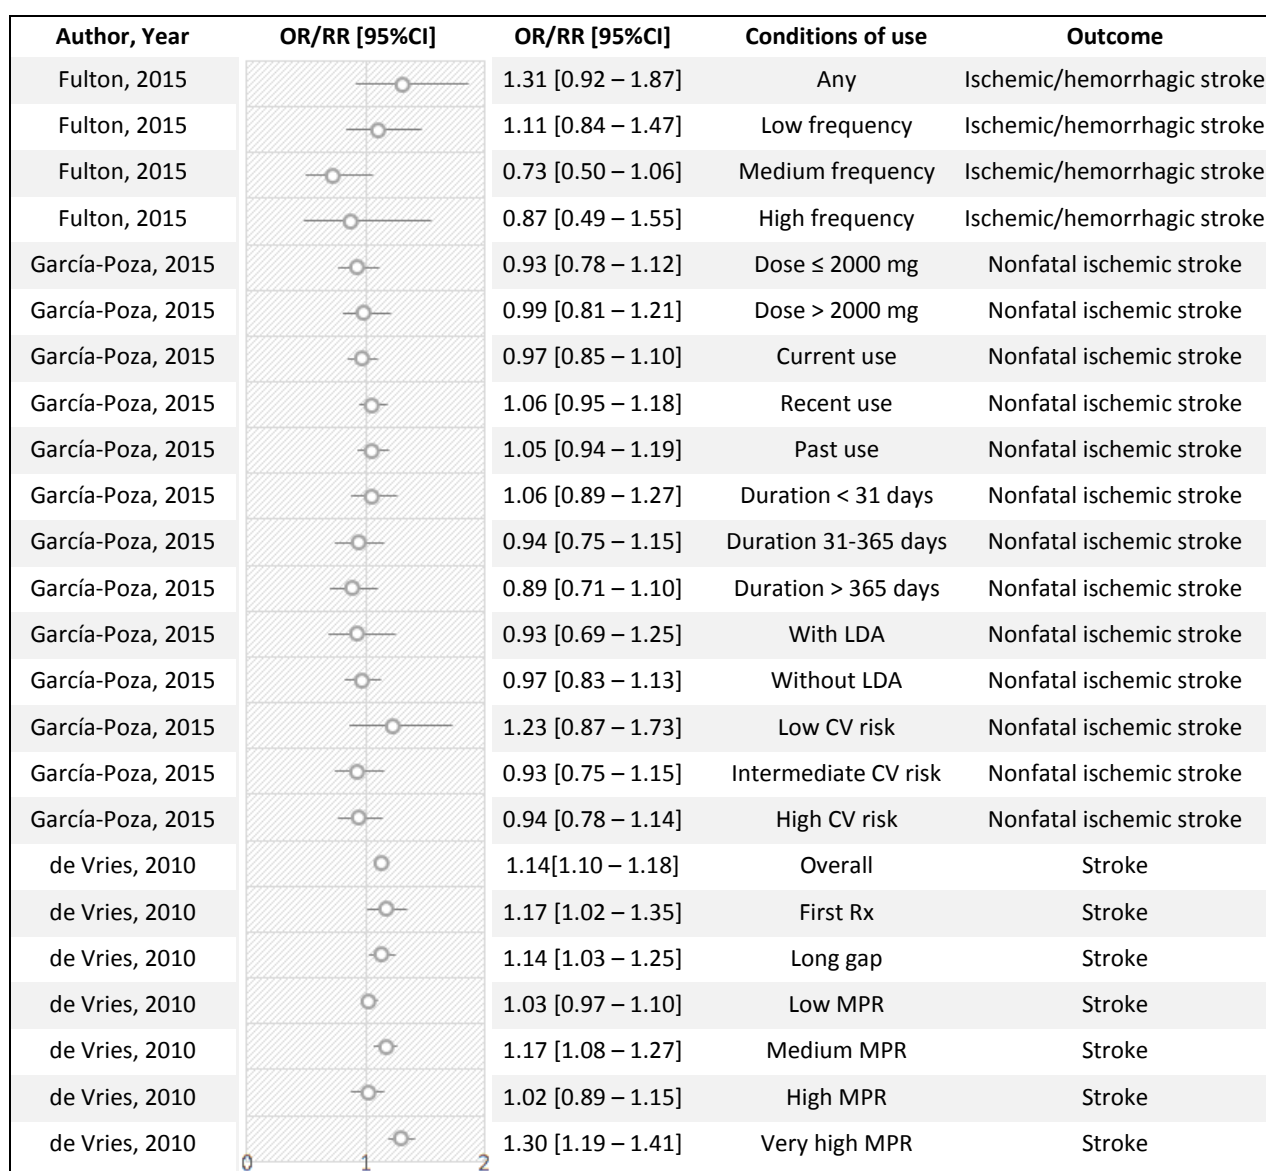 Author, Year OR/RR [95%CI] OR/RR [95%CI] Conditions of use Outcome
Fulton, 2015 1.31 [0.92 – 1.87] Any Ischemic/hemorrhagic stroke
Fulton, 2015 1.11 [0.84 – 1.47] Low frequency Ischemic/hemorrhagic stroke
Fulton, 2015 0.73 [0.50 – 1.06] Medium frequency Ischemic/hemorrhagic stroke
Fulton, 2015 0.87 [0.49 – 1.55] High frequency Ischemic/hemorrhagic stroke
García-Poza, 2015 0.93 [0.78 – 1.12] Dose ≤ 2000 mg Nonfatal ischemic stroke
García-Poza, 2015 0.99 [0.81 – 1.21] Dose > 2000 mg Nonfatal ischemic stroke
García-Poza, 2015 0.97 [0.85 – 1.10] Current use Nonfatal ischemic stroke
García-Poza, 2015 1.06 [0.95 – 1.18] Recent use Nonfatal ischemic stroke
García-Poza, 2015 1.05 [0.94 – 1.19] Past use Nonfatal ischemic stroke
García-Poza, 2015 1.06 [0.89 – 1.27] Duration < 31 days Nonfatal ischemic stroke
García-Poza, 2015 0.94 [0.75 – 1.15] Duration 31-365 days Nonfatal ischemic stroke
García-Poza, 2015 0.89 [0.71 – 1.10] Duration > 365 days Nonfatal ischemic stroke
García-Poza, 2015 0.93 [0.69 – 1.25] With LDA Nonfatal ischemic stroke
García-Poza, 2015 0.97 [0.83 – 1.13] Without LDA Nonfatal ischemic stroke
García-Poza, 2015 1.23 [0.87 – 1.73] Low CV risk Nonfatal ischemic stroke
García-Poza, 2015 0.93 [0.75 – 1.15] Intermediate CV risk Nonfatal ischemic stroke
García-Poza, 2015 0.94 [0.78 – 1.14] High CV risk Nonfatal ischemic stroke
de Vries, 2010 1.14[1.10 – 1.18] Overall Stroke
de Vries, 2010 1.17 [1.02 – 1.35] First Rx Stroke
de Vries, 2010 1.14 [1.03 – 1.25] Long gap Stroke
de Vries, 2010 1.03 [0.97 – 1.10] Low MPR Stroke
de Vries, 2010 1.17 [1.08 – 1.27] Medium MPR Stroke
de Vries, 2010 1.02 [0.89 – 1.15] High MPR Stroke
de Vries, 2010 1.30 [1.19 – 1.41] Very high MPR Stroke
0 1 2